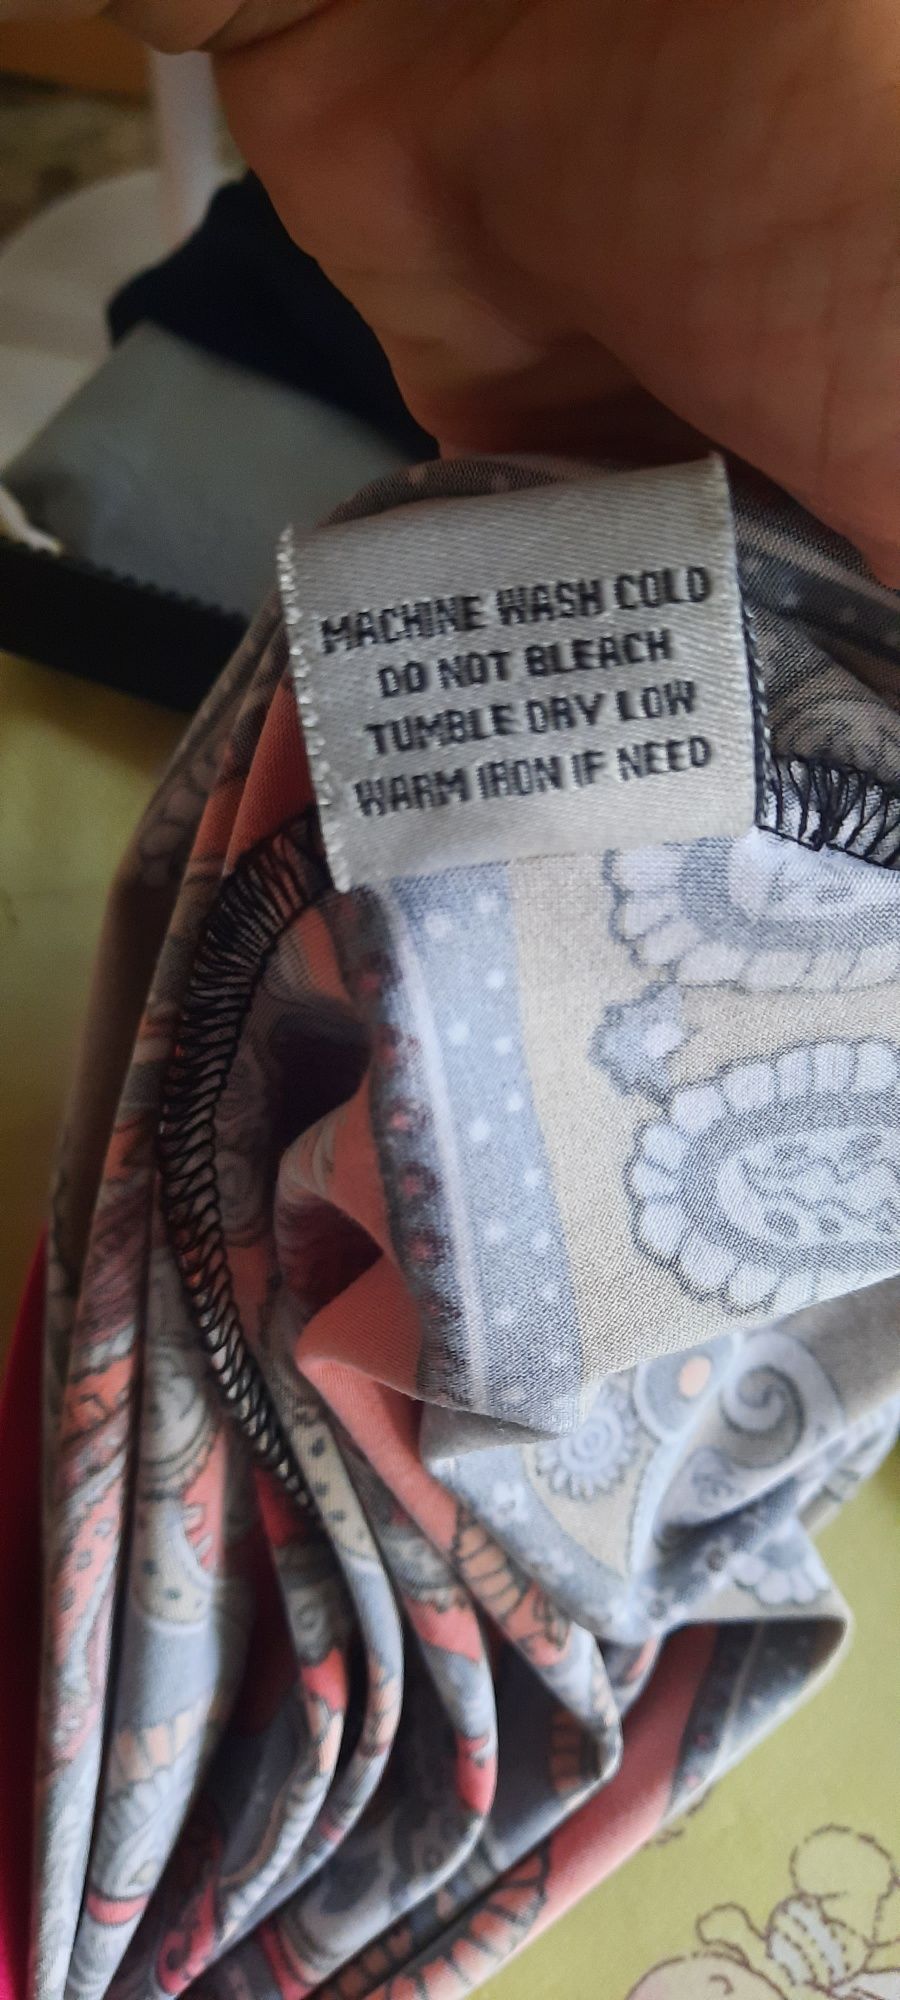 MACHINE WASH COLD
DO NOT BLEACH
TUMBLE DRY LOW
WARM IRON IF NEED